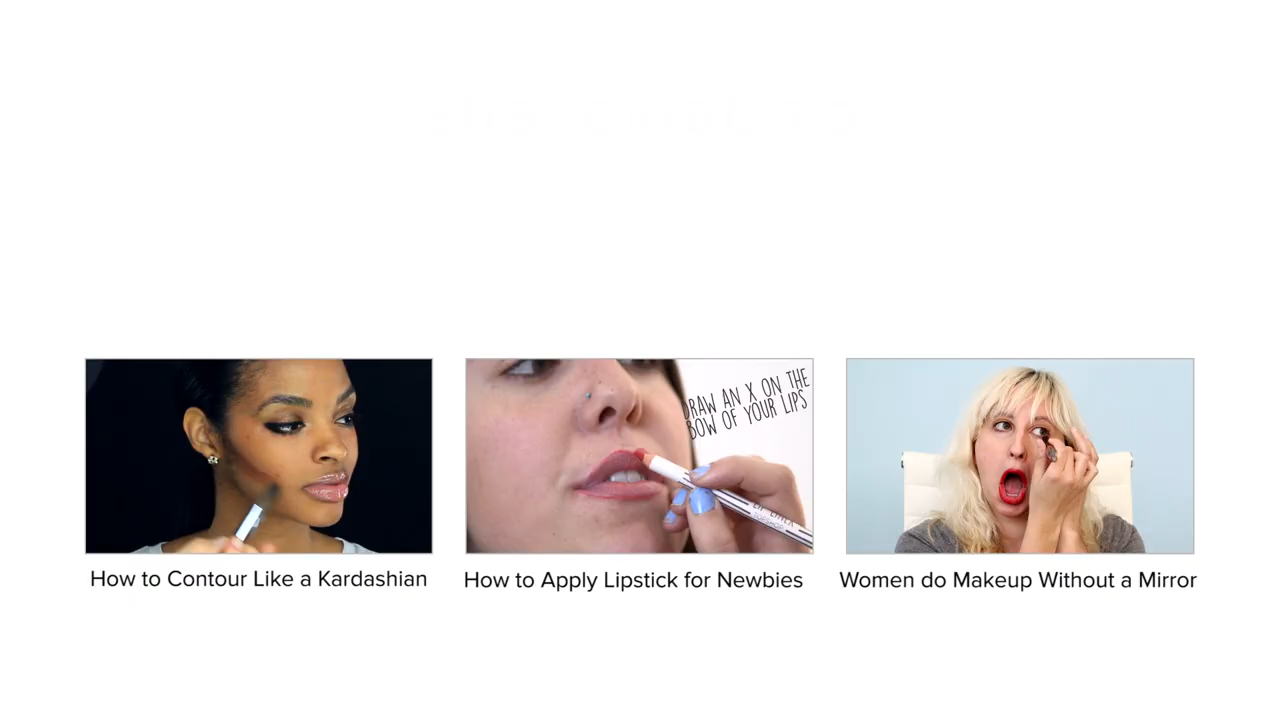 DRAW AN X ON THE
BOW OF YOUR LIPS
How to Contour Like a Kardashian
How to Apply Lipstick for Newbies
Women do Makeup Without a Mirror